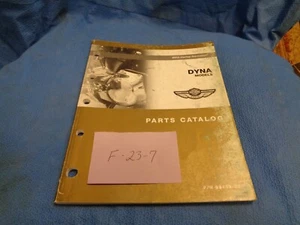 DYNA
MODELS
PARTS CATALOG
F-23-7